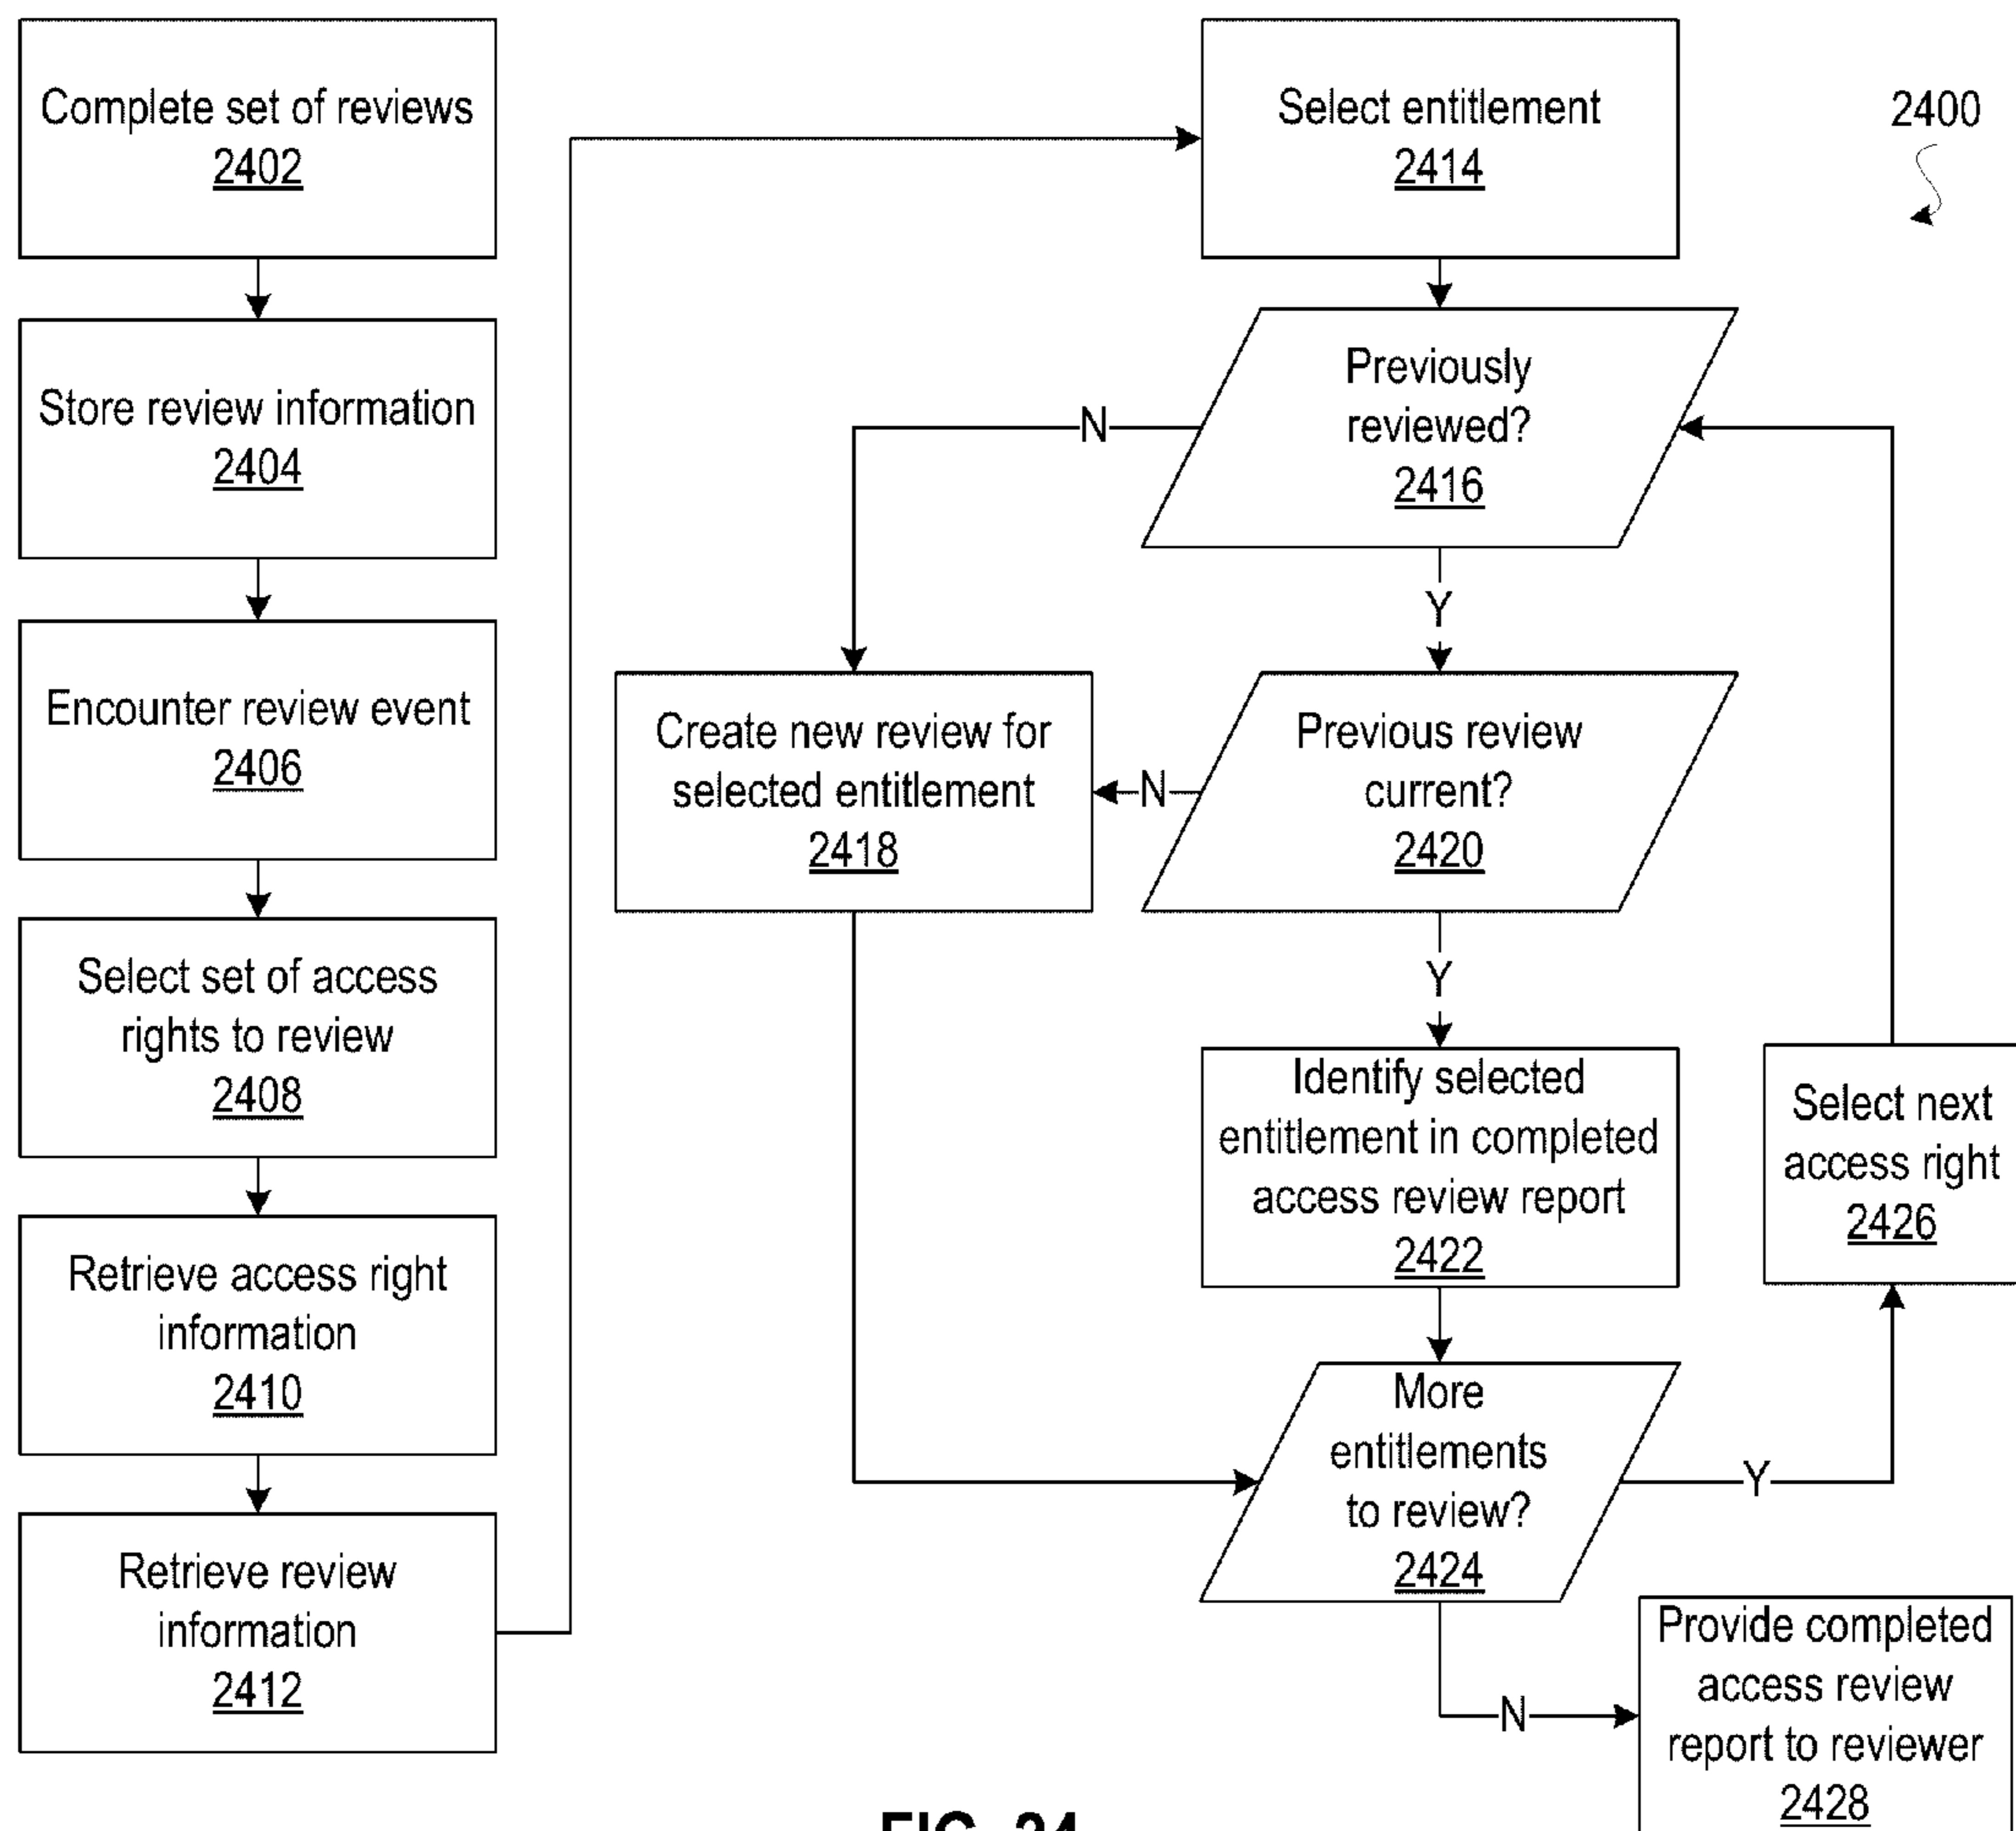 Complete set of reviews
2402
Store review information
2404
Encounter review event
2406
Select set of access
rights to review
2408
Retrieve access right
information
2410
Retrieve review
information
2412
Select entitlement
2414
2400
Previously
reviewed?
2416
N
Y
Create new review for
selected entitlement
2418
N
Previous review
current?
2420
Y
Identify selected
entitlement in completed
access review report
2422
Select next
access right
2426
More
entitlements
to review?
2424
Y
N
Provide completed
access review
report to reviewer
2428
FIG. 24